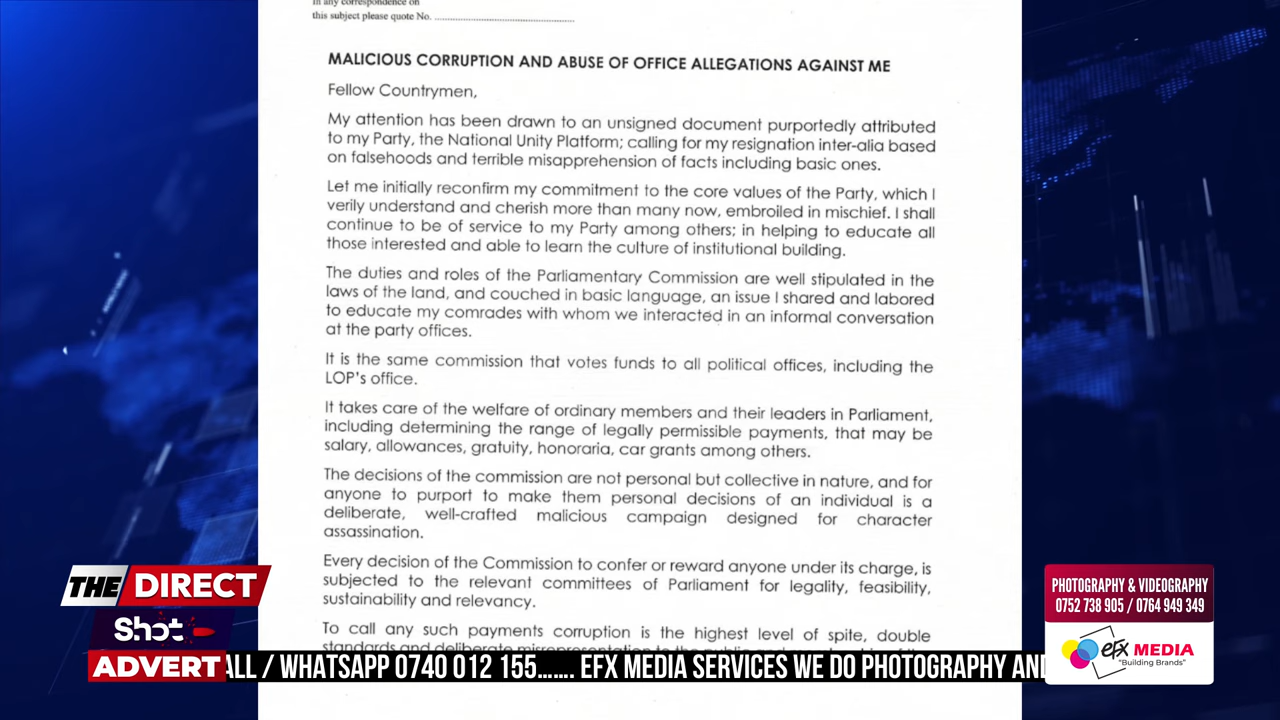 In any correspondence on
this subject please quote No. ................................................
MALICIOUS CORRUPTION AND ABUSE OF OFFICE ALLEGATIONS AGAINST ME
Fellow Countrymen,
My attention has been drawn to an unsigned document purportedly attributed
to my Party, the National Unity Platform; calling for my resignation inter-alia based
on falsehoods and terrible misapprehension of facts including basic ones.
Let me initially reconfirm my commitment to the core values of the Party, which I
verily understand and cherish more than many now, embroiled in mischief. I shall
continue to be of service to my Party among others; in helping to educate all
those interested and able to learn the culture of institutional building.
The duties and roles of the Parliamentary Commission are well stipulated in the
laws of the land, and couched in basic language, an issue I shared and labored
to educate my comrades with whom we interacted in an informal conversation
at the party offices.
It is the same commission that votes funds to all political offices, including the
LOP's office.
It takes care of the welfare of ordinary members and their leaders in Parliament,
including determining the range of legally permissible payments, that may be
salary, allowances, gratuity, honoraria, car grants among others.
The decisions of the commission are not personal but collective in nature, and for
anyone to purport to make them personal decisions of an individual is a
deliberate, well-crafted malicious campaign designed for character
assassination.
Every decision of the Commission to confer or reward anyone under its charge, is
subjected to the relevant committees of Parliament for legality, feasibility,
sustainability and relevancy.
To call any such payments corruption is the highest level of spite, double
standards and deliberate misrepresentation to the public and
THE DIRECT
Shot
ADVERT
ALL / WHATSAPP 0740 012 155....... EFX MEDIA SERVICES WE DO PHOTOGRAPHY AND
PHOTOGRAPHY & VIDEOGRAPHY
0752 738 905 / 0764 949 349
efx MEDIA
"Building Brands"